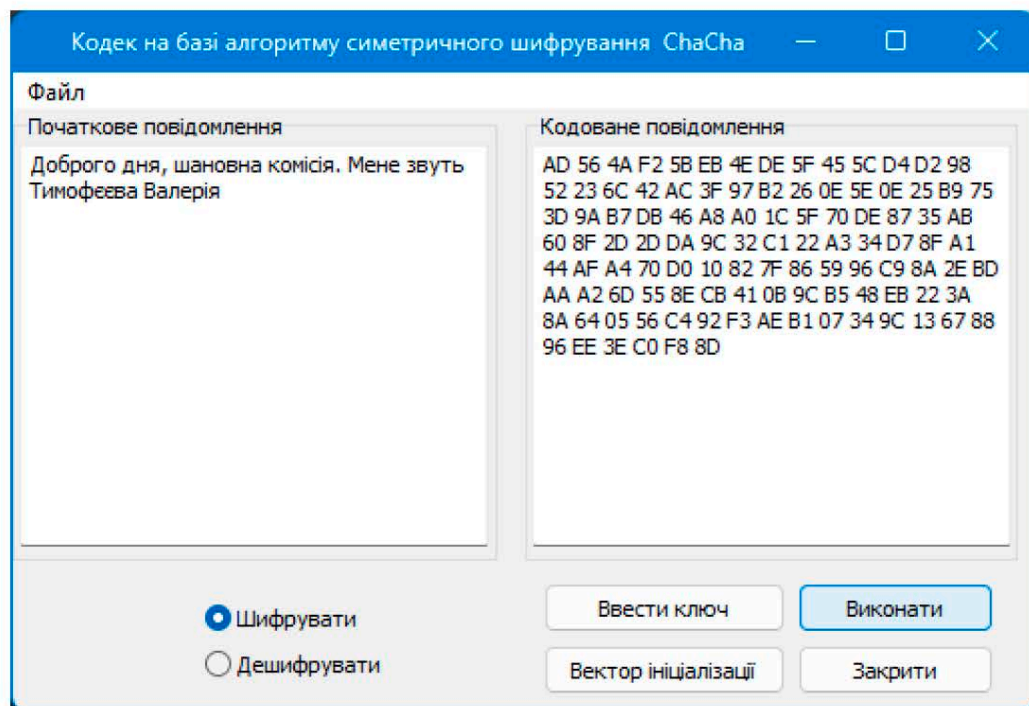 Кодек на базі алгоритму симетричного шифрування ChaCha
Файл
Початкове повідомлення
Доброго дня, шановна комісія. Мене звуть
Тимофєєва Валерія
Кодоване повідомлення
AD 56 4A F2 5B EB 4E DE 5F 45 5C D4 D2 98
52 23 6C 42 AC 3F 97 B2 26 0E 5E 0E 25 B9 75
3D 9A B7 DB 46 A8 A0 1C 5F 70 DE 87 35 AB
60 8F 2D 2D DA 9C 32 C1 22 A3 34 D7 8F A1
44 AF A4 70 D0 10 82 7F 86 59 96 C9 8A 2E BD
AA A2 6D 55 8E CB 41 0B 9C B5 48 EB 22 3A
8A 64 05 56 C4 92 F3 AE B1 07 34 9C 13 67 88
96 EE 3E C0 F8 8D
Шифрувати
Дешифрувати
Ввести ключ
Виконати
Вектор ініціалізації
Закрити